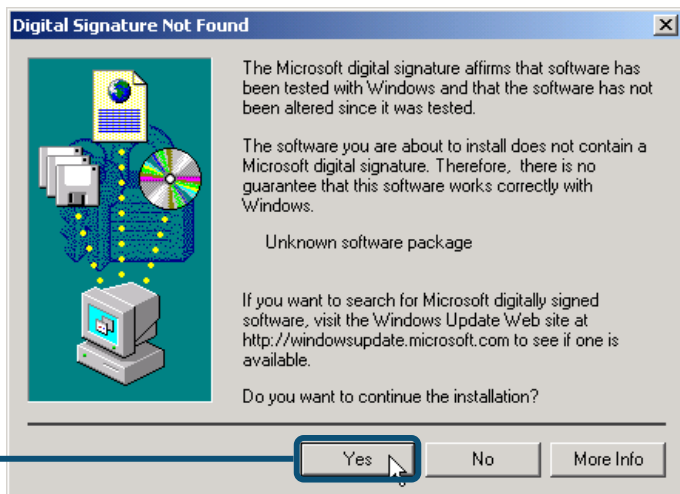 Digital Signature Not Found
The Microsoft digital signature affirms that software has
been tested with Windows and that the software has not
been altered since it was tested.
The software you are about to install does not contain a
Microsoft digital signature. Therefore, there is no
guarantee that this software works correctly with
Windows.
Unknown software package
If you want to search for Microsoft digitally signed
software, visit the Windows Update Web site at
http://windowsupdate.microsoft.com to see if one is
available.
Do you want to continue the installation?
Yes No More Info